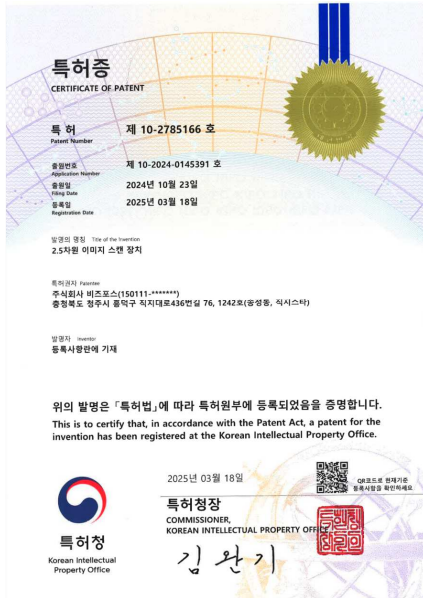 특허증
CERTIFICATE OF PATENT
특 허
Patent Number
제 10-2785166 호
출원번호
Application Number
제 10-2024-0145391 호
출원일
Filing Date
2024년 10월 23일
등록일
Registration Date
2025년 03월 18일
발명의 명칭 Title of the Invention
2.5차원 이미지 스캔 장치
특허권자 Patentee
주식회사 비즈포스(150111-*******)
충청북도 청주시 흥덕구 직지대로436번길 76, 1242호(송정동, 직지스타)
발명자 Inventor
등록사항란에 기재
위의 발명은 「특허법」에 따라 특허원부에 등록되었음을 증명합니다.
This is to certify that, in accordance with the Patent Act, a patent for the
invention has been registered at the Korean Intellectual Property Office.
2025년 03월 18일
QR코드로 현재기준
등록사항을 확인하세요
특허청장
COMMISSIONER,
KOREAN INTELLECTUAL PROPERTY OFFICE
김완기
특허청
Korean Intellectual
Property Office